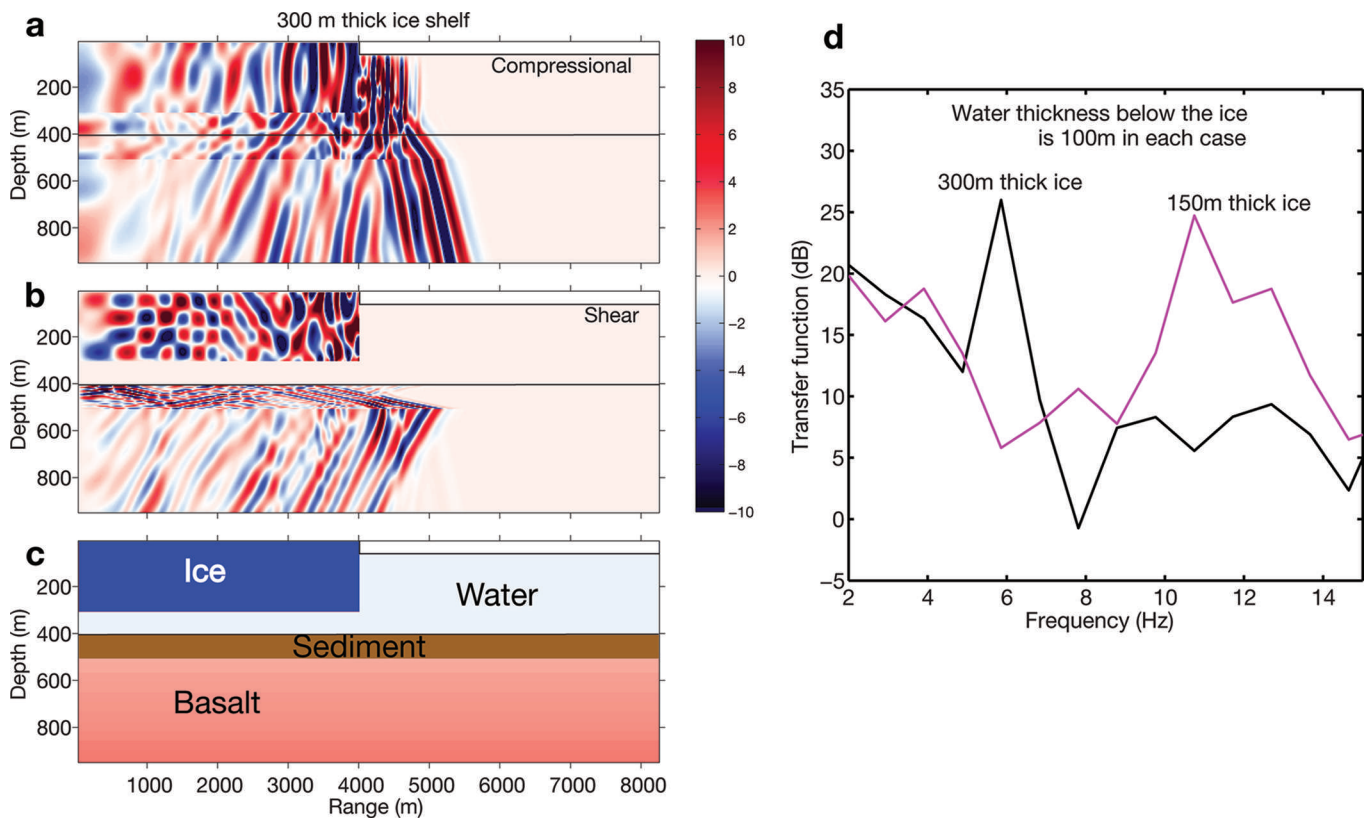 a
300 m thick ice shelf
Compressional
200
400
600
800
Depth (m)
b
Shear
200
400
600
800
Depth (m)
c
Ice
Water
Sediment
Basalt
200
400
600
800
Depth (m)
1000 2000 3000 4000 5000 6000 7000 8000
Range (m)
10
8
6
4
2
0
−2
−4
−6
−8
−10
d
Water thickness below the ice
is 100m in each case
300m thick ice
150m thick ice
35
30
25
20
15
10
5
0
−5
Transfer function (dB)
2 4 6 8 10 12 14
Frequency (Hz)